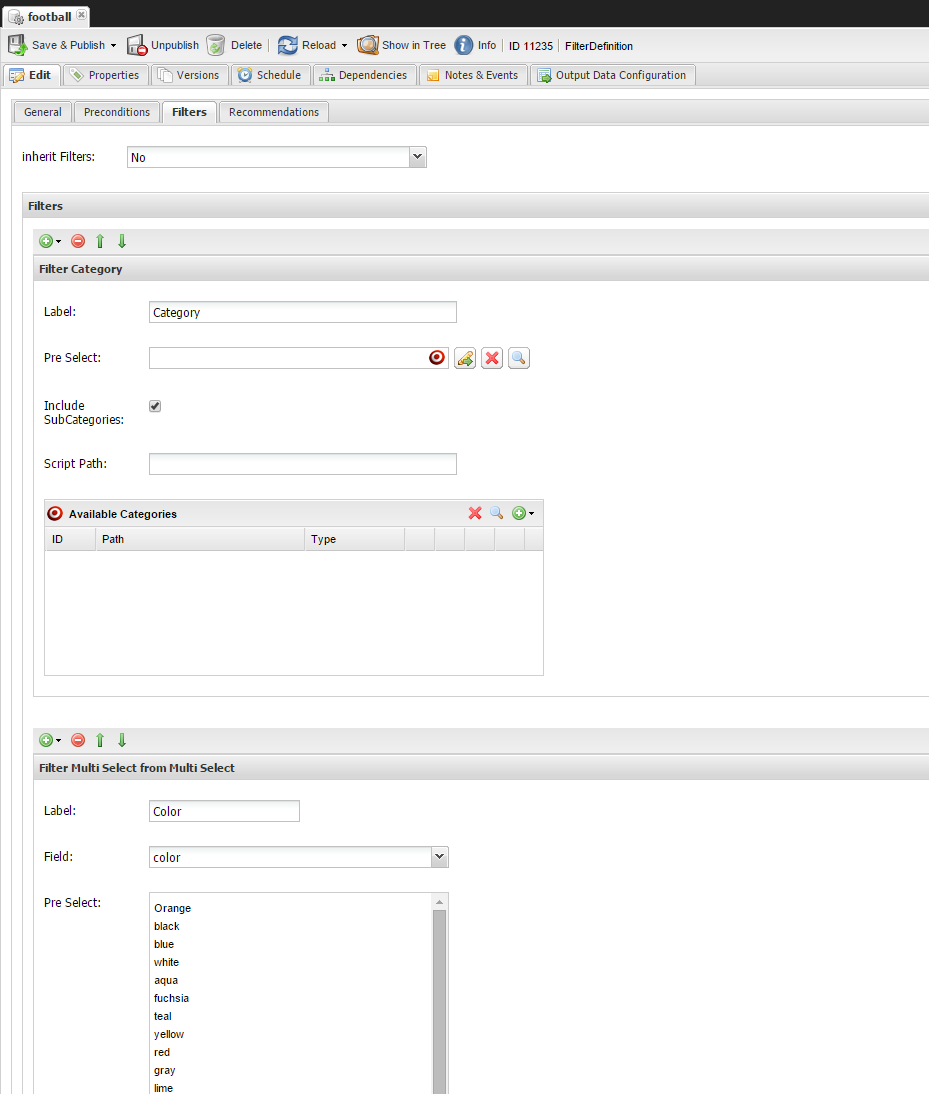 football
Save & Publish Unpublish Delete Reload Show in Tree Info ID 11235 FilterDefinition
Edit Properties Versions Schedule Dependencies Notes & Events Output Data Configuration
General Preconditions Filters Recommendations
inherit Filters: No
Filters
Filter Category
Label: Category
Pre Select:
Include
SubCategories:
Script Path:
Available Categories
ID Path Type
Filter Multi Select from Multi Select
Label: Color
Field: color
Pre Select:
Orange
black
blue
white
aqua
fuchsia
teal
yellow
red
gray
lime